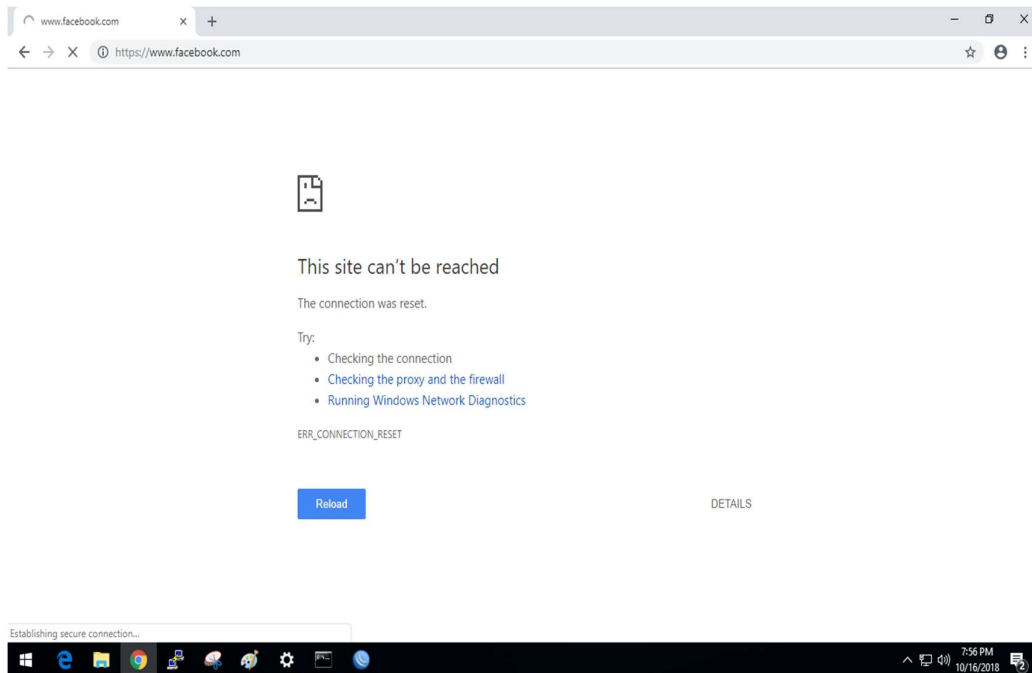 www.facebook.com
https://www.facebook.com
This site can't be reached
The connection was reset.
Try:
Checking the connection
Checking the proxy and the firewall
Running Windows Network Diagnostics
ERR_CONNECTION_RESET
Reload
DETAILS
Establishing secure connection...
7:56 PM
10/16/2018
2